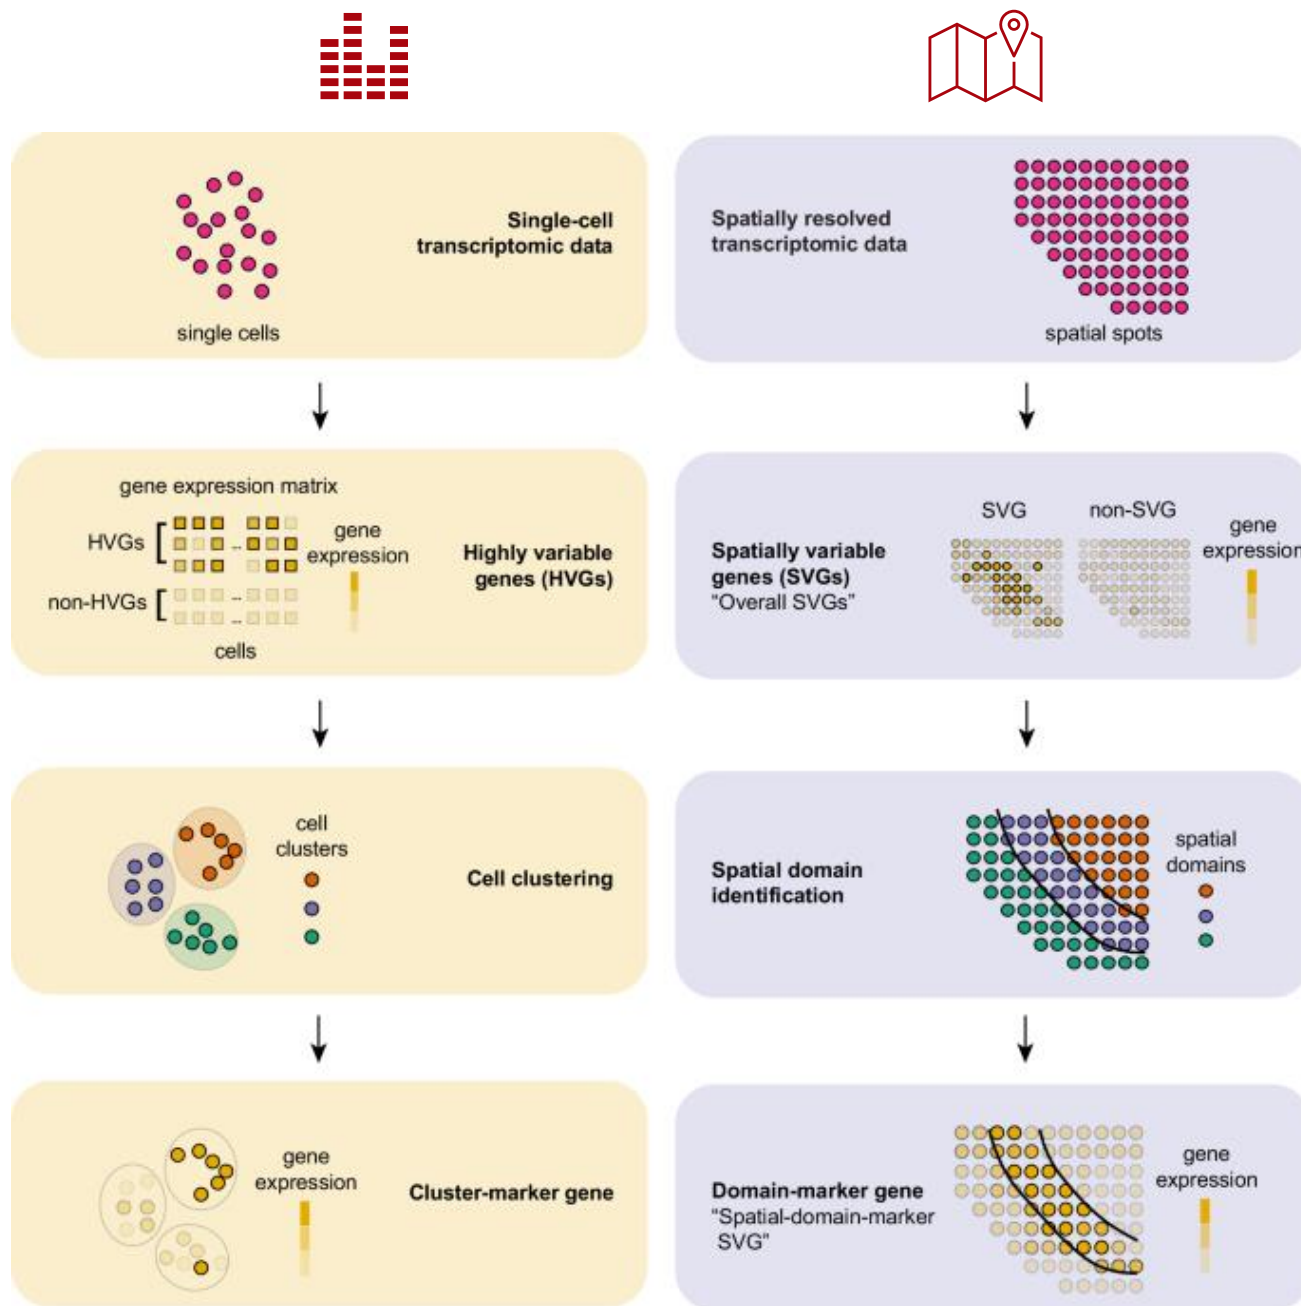 Single-cell
transcriptomic data
single cells
Spatially resolved
transcriptomic data
spatial spots
gene expression matrix
HVGs
non-HVGs
..
..
..
..
gene
expression
cells
Highly variable
genes (HVGs)
Spatially variable
genes (SVGs)
"Overall SVGs"
SVG
non-SVG
gene
expression
cell
clusters
Cell clustering
Spatial domain
identification
spatial
domains
gene
expression
Cluster-marker gene
Domain-marker gene
"Spatial-domain-marker
SVG"
gene
expression